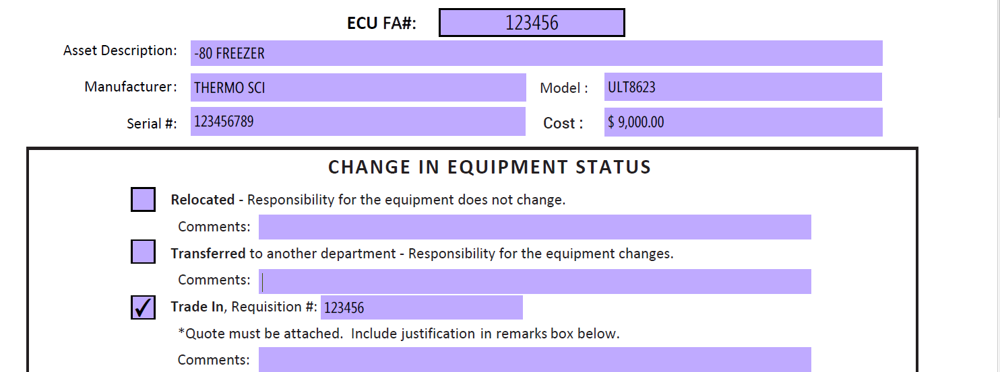 ECU FA#: 123456
Asset Description: -80 FREEZER
Manufacturer: THERMO SCI Model : ULT8623
Serial #: 123456789 Cost : $ 9,000.00
CHANGE IN EQUIPMENT STATUS
Relocated - Responsibility for the equipment does not change.
Comments:
Transferred to another department - Responsibility for the equipment changes.
Comments:
✓ Trade In, Requisition #: 123456
*Quote must be attached. Include justification in remarks box below.
Comments: